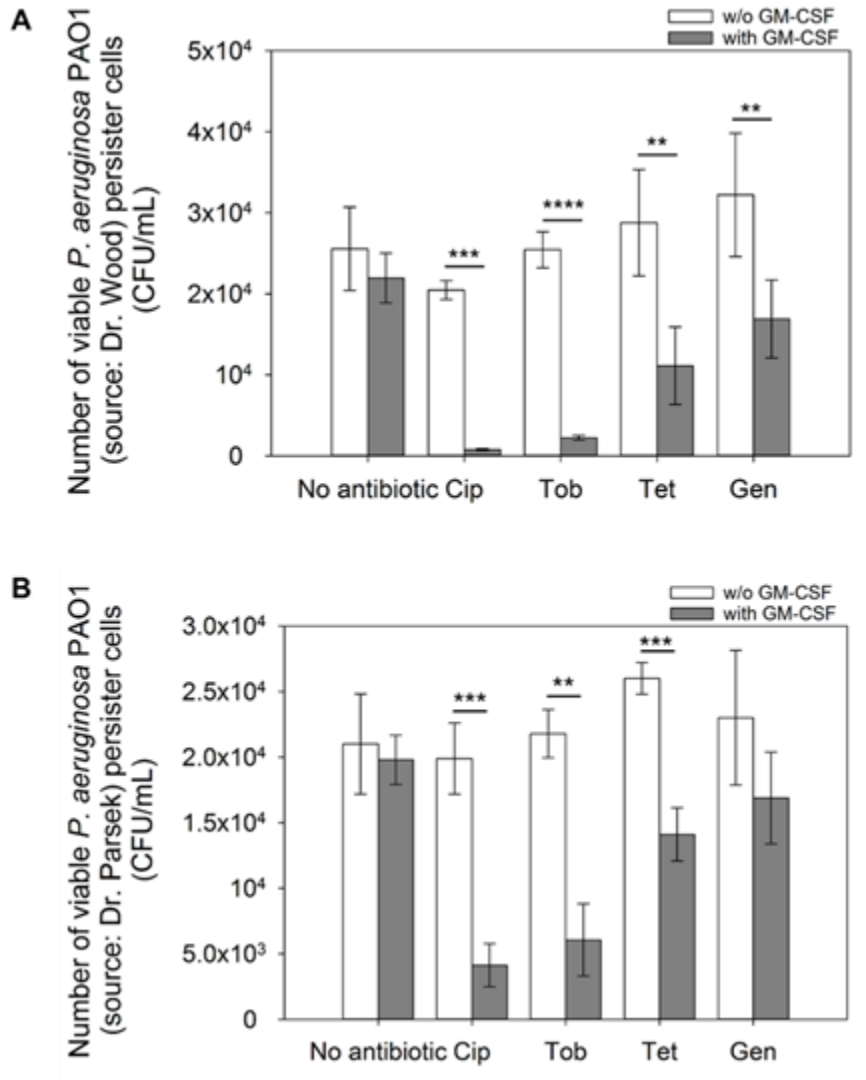 A
w/o GM-CSF
with GM-CSF
Number of viable P. aeruginosa PAO1
(source: Dr. Wood) persister cells
(CFU/mL)
5x10⁴
4x10⁴
3x10⁴
2x10⁴
10⁴
0
***
****
**
**
No antibiotic Cip Tob Tet Gen
B
w/o GM-CSF
with GM-CSF
Number of viable P. aeruginosa PAO1
(source: Dr. Parsek) persister cells
(CFU/mL)
3.0x10⁴
2.5x10⁴
2.0x10⁴
1.5x10⁴
10⁴
5.0x10³
0
***
**
***
No antibiotic Cip Tob Tet Gen